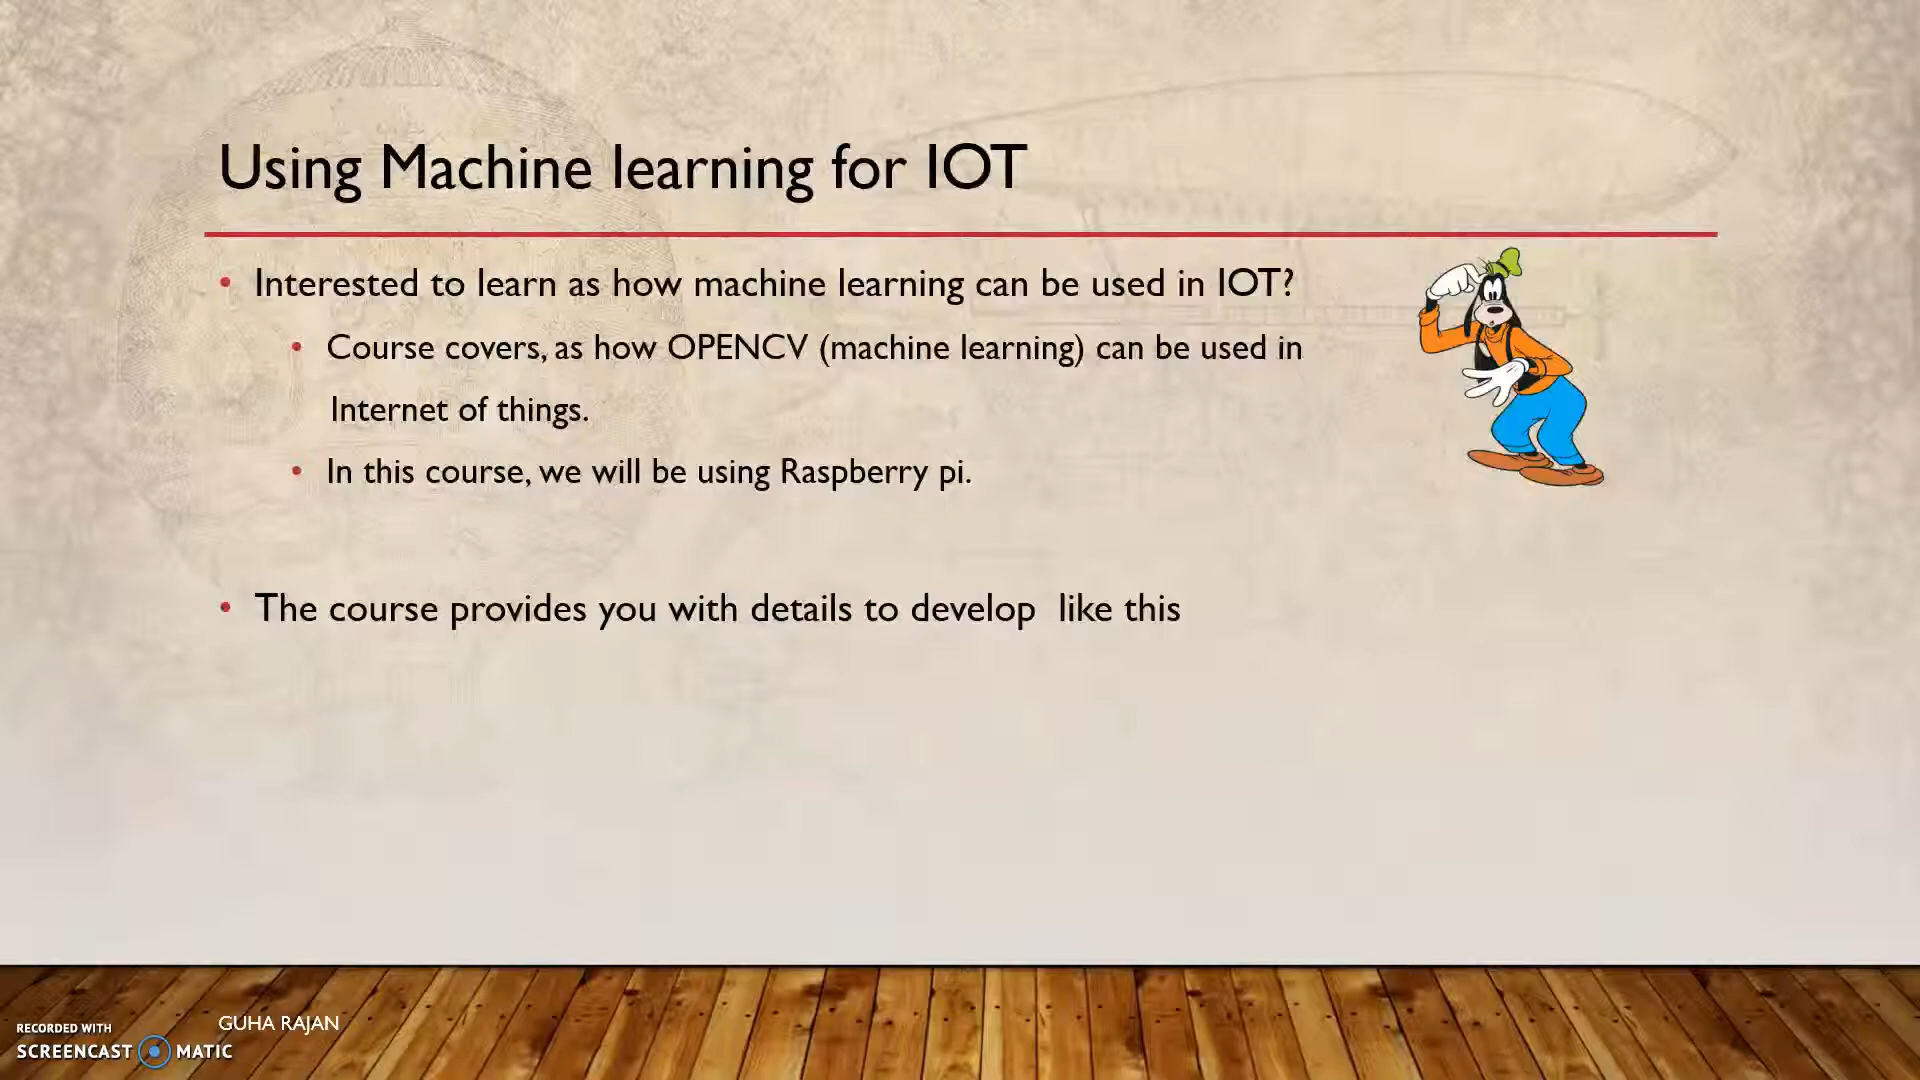 Using Machine learning for IOT
• Interested to learn as how machine learning can be used in IOT?
• Course covers, as how OPENCV (machine learning) can be used in
Internet of things.
• In this course, we will be using Raspberry pi.
• The course provides you with details to develop  like this
GUHA RAJAN
RECORDED WITH
SCREENCAST MATIC